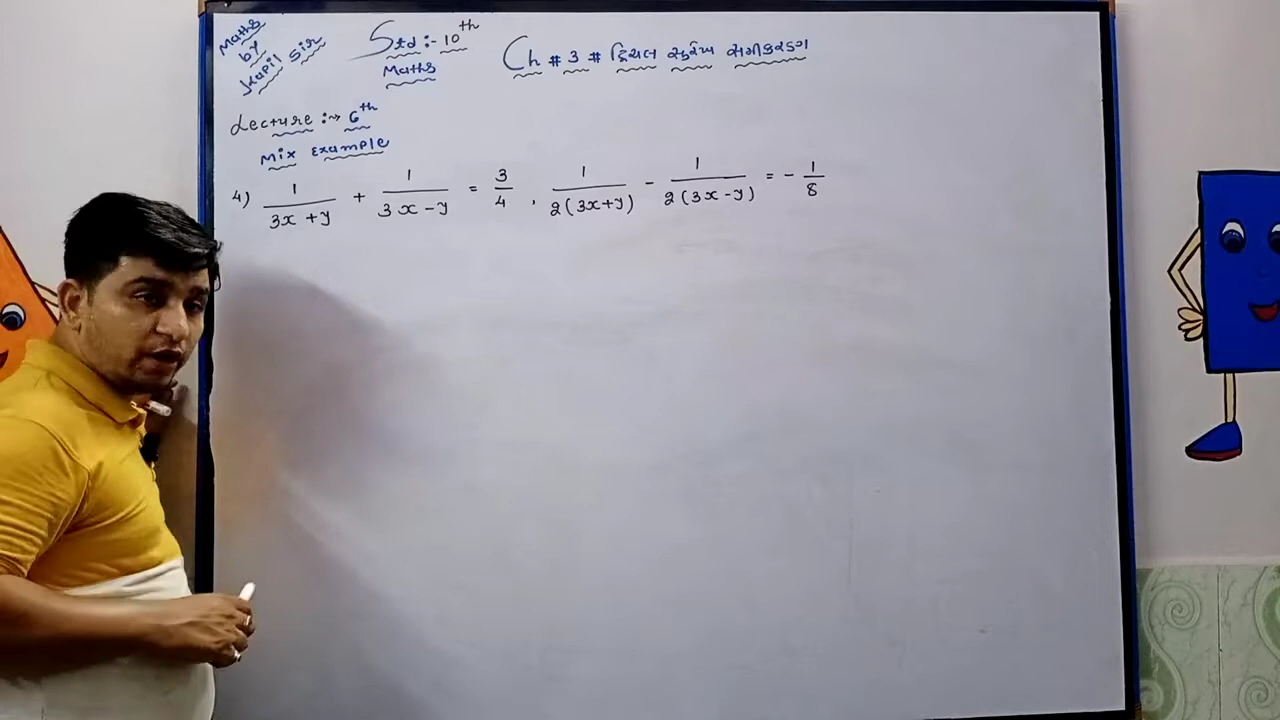 Maths
by
Kapil Sir
Std :- 10th
Maths
Ch # 3 # દ્વિચલ સુરેખ સમીકરણ
Lecture :→ 6th
Mix Example
4) 1/(3x + y) + 1/(3x - y) = 3/4 , 1/(2(3x+y)) - 1/(2(3x-y)) = - 1/8